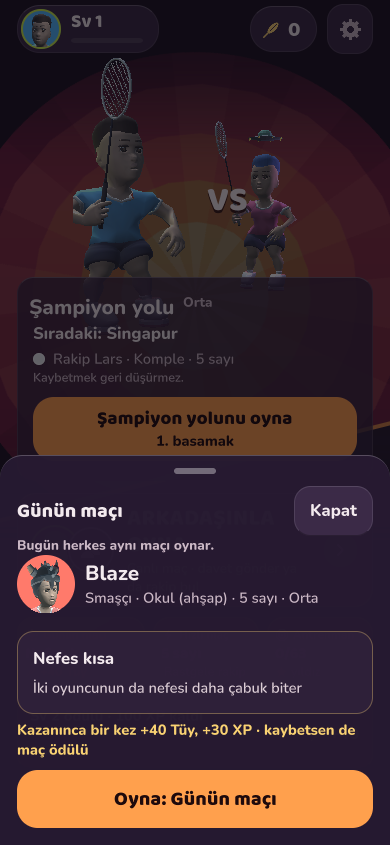 Sv 1
0
VS
Şampiyon yolu Orta
Sıradaki: Singapur
Rakip Lars · Komple · 5 sayı
Kaybetmek geri düşürmez.
Şampiyon yolunu oyna
1. basamak
Günün maçı
Kapat
Bugün herkes aynı maçı oynar.
Blaze
Smaşçı · Okul (ahşap) · 5 sayı · Orta
Nefes kısa
İki oyuncunun da nefesi daha çabuk biter
Kazanınca bir kez +40 Tüy, +30 XP · kaybetsen de
maç ödülü
Oyna: Günün maçı